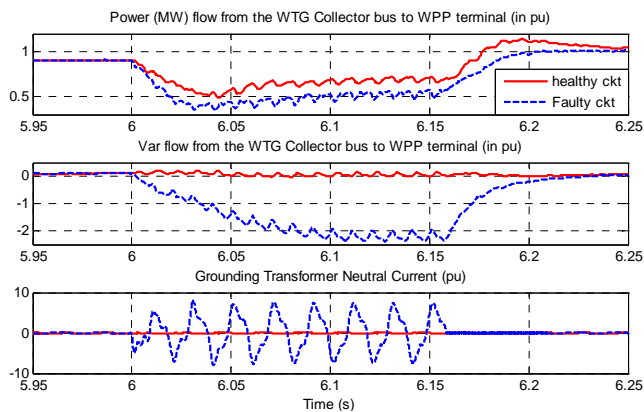 Power (MW) flow from the WTG Collector bus to WPP terminal (in pu)
1
0.5
healthy ckt
Faulty ckt
5.95 6 6.05 6.1 6.15 6.2 6.25
Var flow from the WTG Collector bus to WPP terminal (in pu)
0
-1
-2
5.95 6 6.05 6.1 6.15 6.2 6.25
Grounding Transformer Neutral Current (pu)
10
0
-10
5.95 6 6.05 6.1 6.15 6.2 6.25
Time (s)